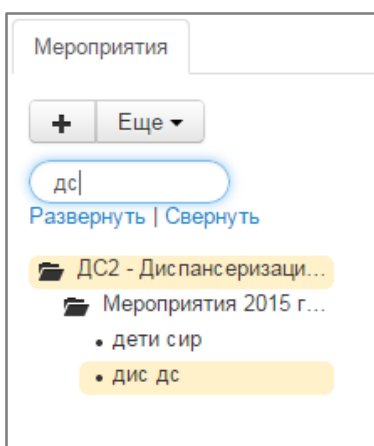 Мероприятия
+ Еще
дс
Развернуть | Свернуть
ДС2 - Диспансеризаци...
Мероприятия 2015 г...
• дети сир
• дис дс